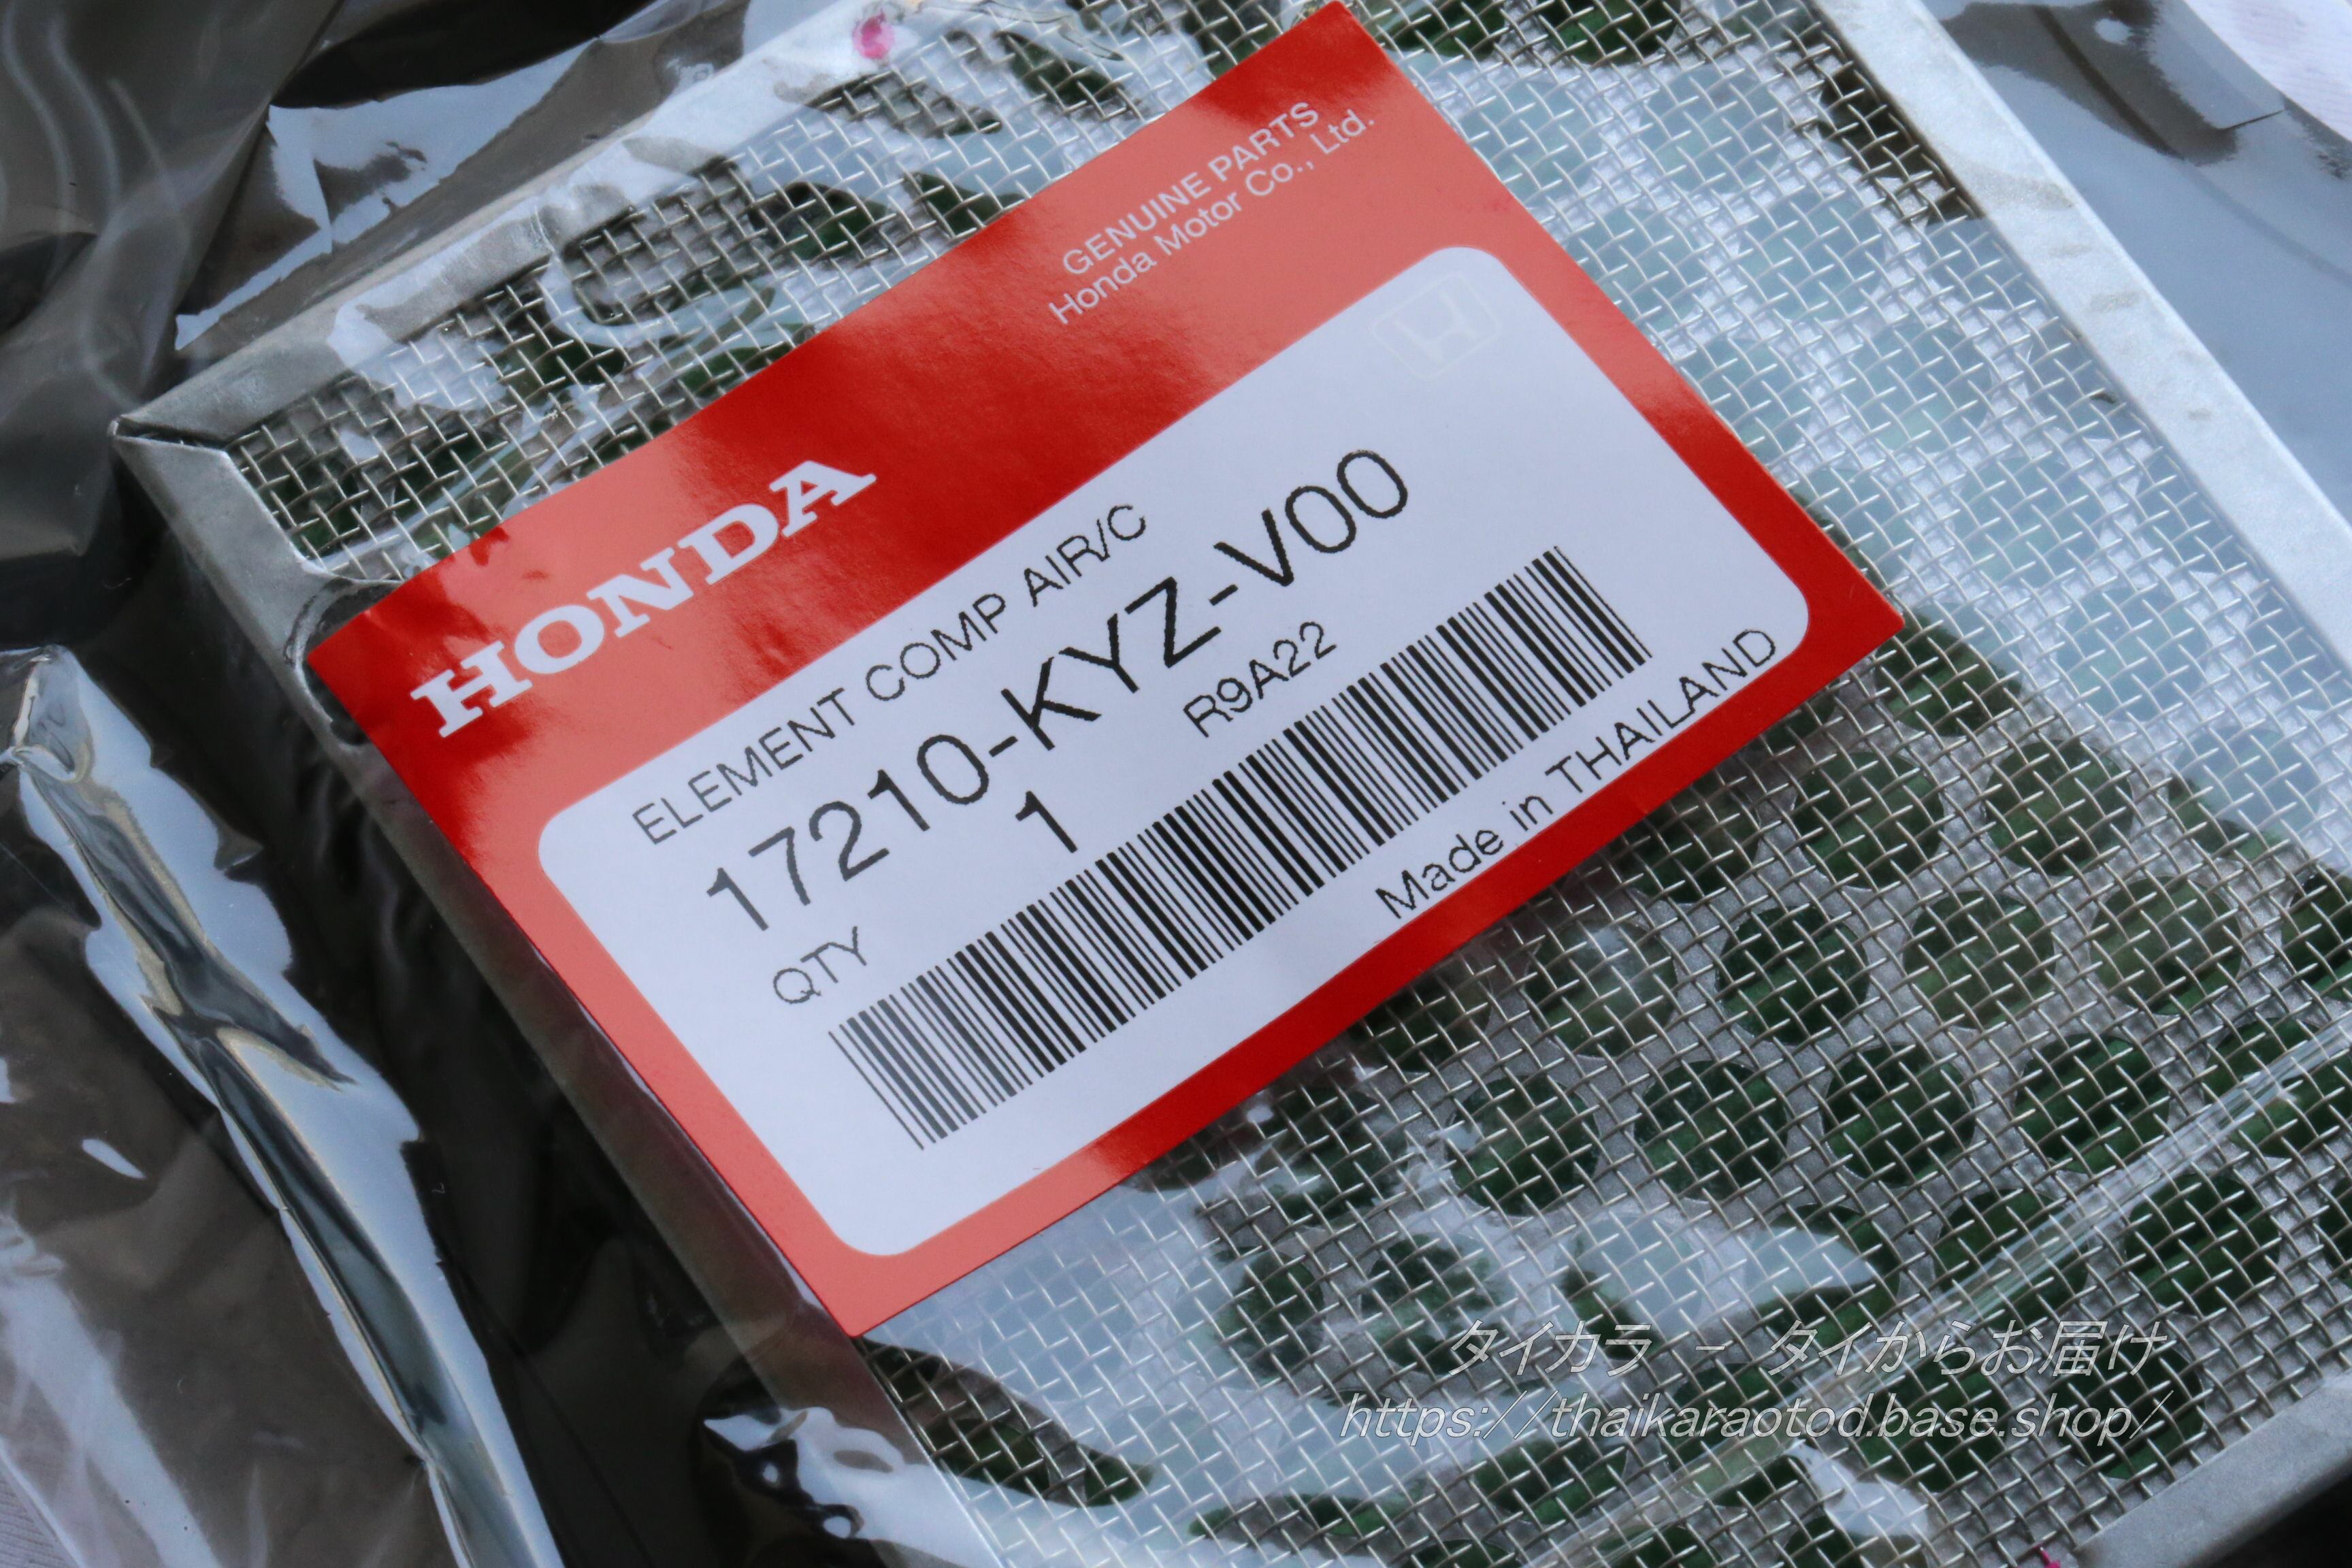 GENUINE PARTS
Honda Motor Co., Ltd.
HONDA
ELEMENT COMP AIR/C
17210-KYZ-V00
R9A22
QTY 1
Made in THAILAND
タイカラ - タイからお届け
https://thaikaraotod.base.shop/